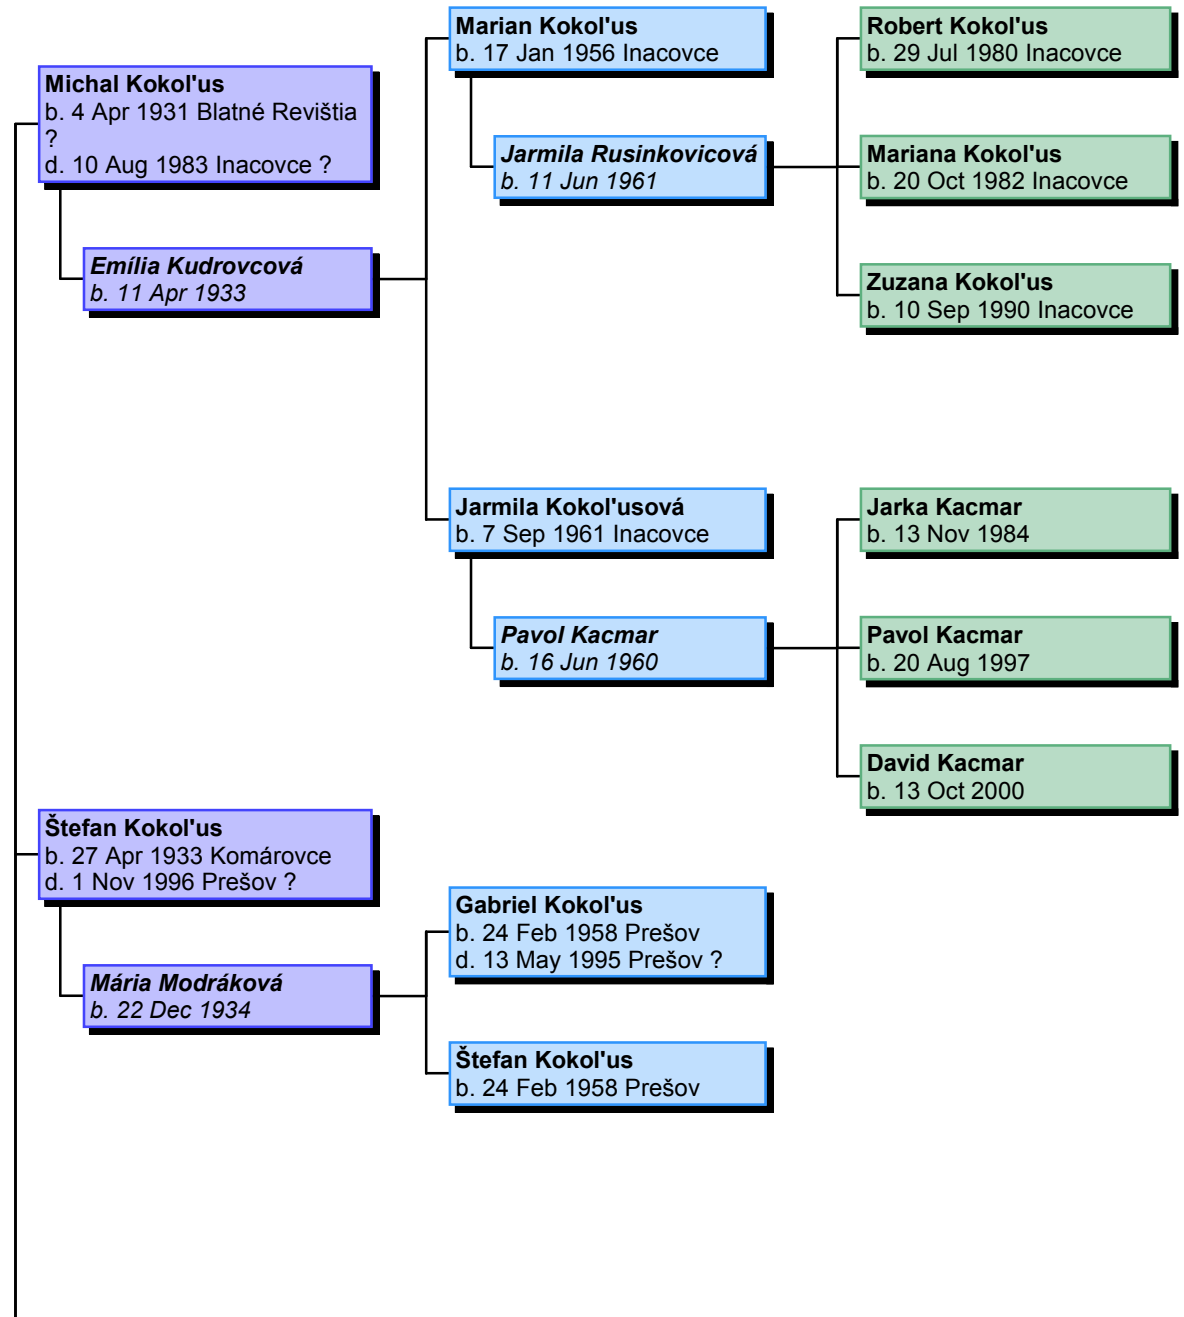 Michal Kokol'us
b. 4 Apr 1931 Blatné Revištia
?
d. 10 Aug 1983 Inacovce ?
Emília Kudrovcová
b. 11 Apr 1933
Marian Kokol'us
b. 17 Jan 1956 Inacovce
Jarmila Rusinkovicová
b. 11 Jun 1961
Robert Kokol'us
b. 29 Jul 1980 Inacovce
Mariana Kokol'us
b. 20 Oct 1982 Inacovce
Zuzana Kokol'us
b. 10 Sep 1990 Inacovce
Jarmila Kokol'usová
b. 7 Sep 1961 Inacovce
Pavol Kacmar
b. 16 Jun 1960
Jarka Kacmar
b. 13 Nov 1984
Pavol Kacmar
b. 20 Aug 1997
David Kacmar
b. 13 Oct 2000
Štefan Kokol'us
b. 27 Apr 1933 Komárovce
d. 1 Nov 1996 Prešov ?
Mária Modráková
b. 22 Dec 1934
Gabriel Kokol'us
b. 24 Feb 1958 Prešov
d. 13 May 1995 Prešov ?
Štefan Kokol'us
b. 24 Feb 1958 Prešov